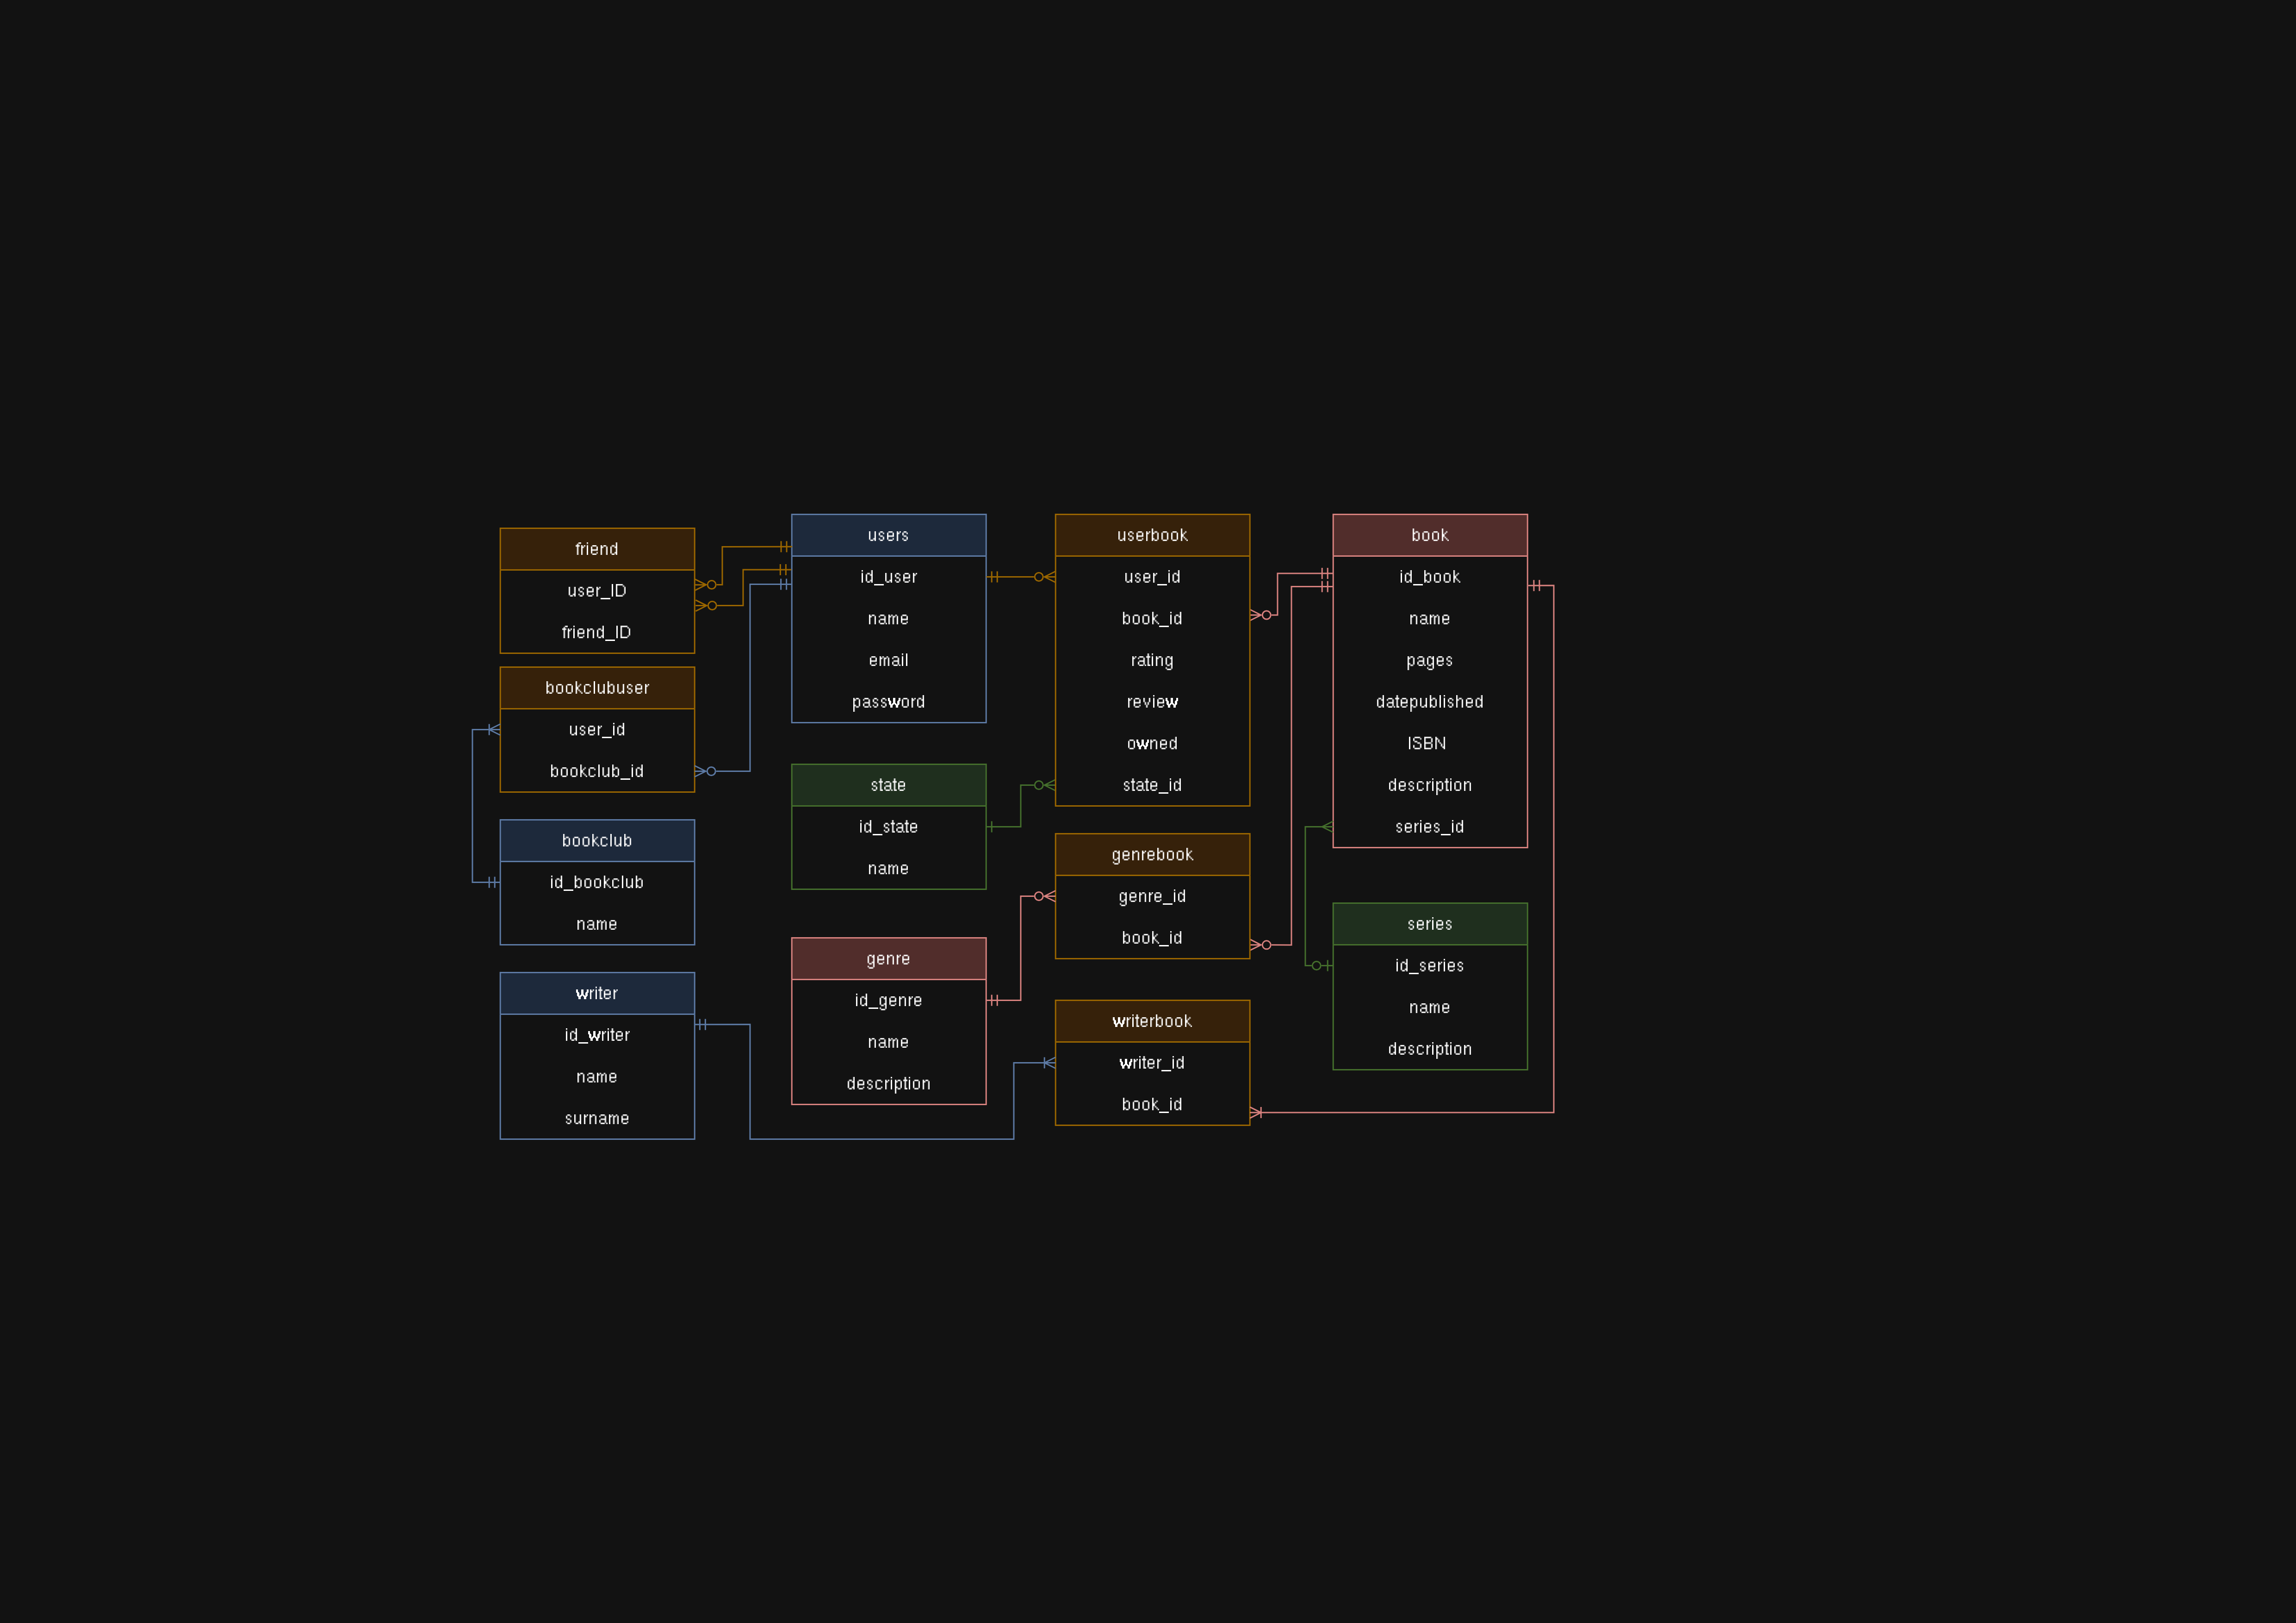 friend
user_ID
friend_ID
bookclubuser
user_id
bookclub_id
bookclub
id_bookclub
name
writer
id_writer
name
surname
users
id_user
name
email
password
state
id_state
name
genre
id_genre
name
description
userbook
user_id
book_id
rating
review
owned
state_id
genrebook
genre_id
book_id
writerbook
writer_id
book_id
book
id_book
name
pages
datepublished
ISBN
description
series_id
series
id_series
name
description